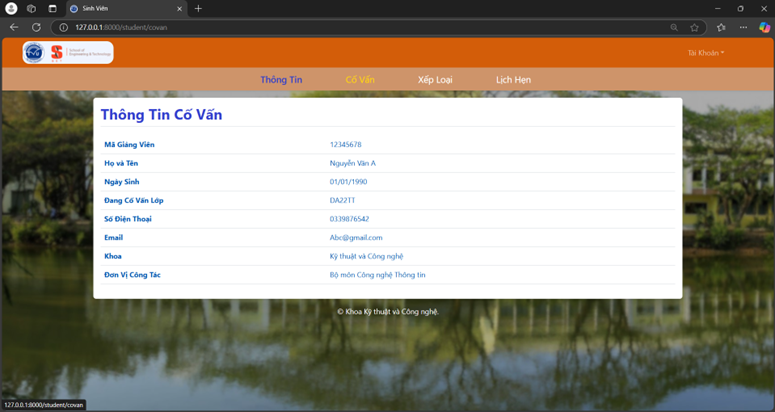 Sinh Viên
127.0.0.1:8000/student/covan
School of
Engineering & Technology
Tài Khoản
Thông Tin Cố Vấn Xếp Loại Lịch Hẹn
Thông Tin Cố Vấn
Mã Giảng Viên 12345678
Họ và Tên Nguyễn Văn A
Ngày Sinh 01/01/1990
Đang Cố Vấn Lớp DA22TT
Số Điện Thoại 0339876542
Email Abc@gmail.com
Khoa Kỹ thuật và Công nghệ
Đơn Vị Công Tác Bộ môn Công nghệ Thông tin
© Khoa Kỹ thuật và Công nghệ.
127.0.0.1:8000/student/covan